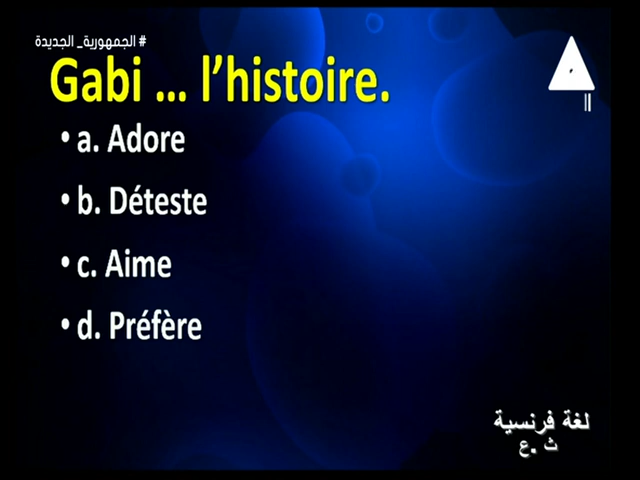 # الجمهورية_ الجديدة
Gabi ... l’histoire.
• a. Adore
• b. Déteste
• c. Aime
• d. Préfère
لغة فرنسية
ث .ع